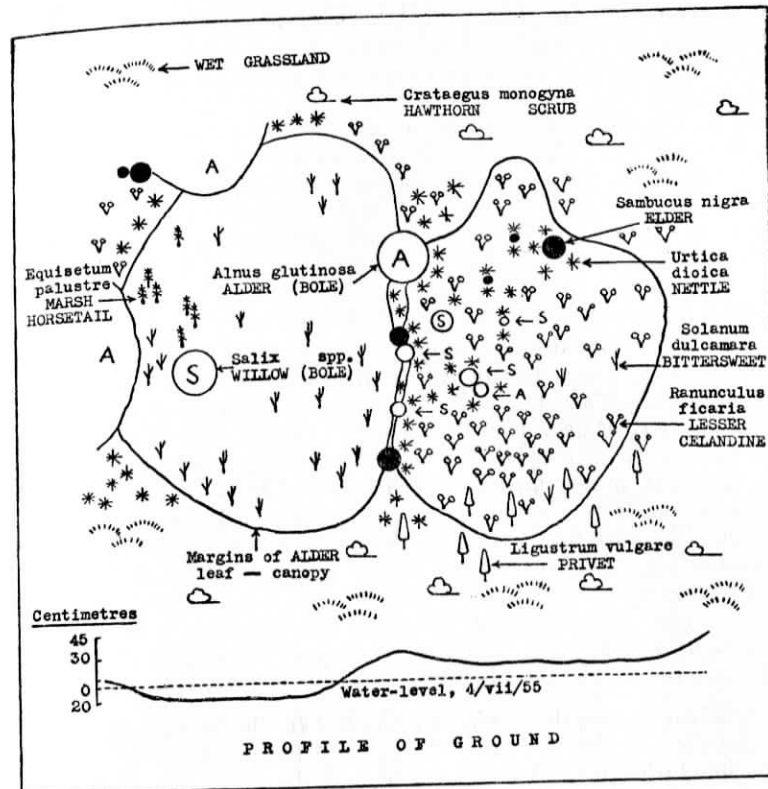 WET GRASSLAND
Crataegus monogyna
HAWTHORN SCRUB
A
Sambucus nigra
ELDER
Equisetum
palustre
MARSH
HORSETAIL
Alnus glutinosa
ALDER (BOLE)
A
Urtica
dioica
NETTLE
S
S
A
S
Salix spp.
WILLOW (BOLE)
S
S
A
S
Solanum
dulcamara
BITTERSWEET
Ranunculus
ficaria
LESSER
CELANDINE
Margins of ALDER
leaf — canopy
Ligustrum vulgare
PRIVET
Centimetres
45
30
0
20
Water-level, 4/vii/55
PROFILE OF GROUND